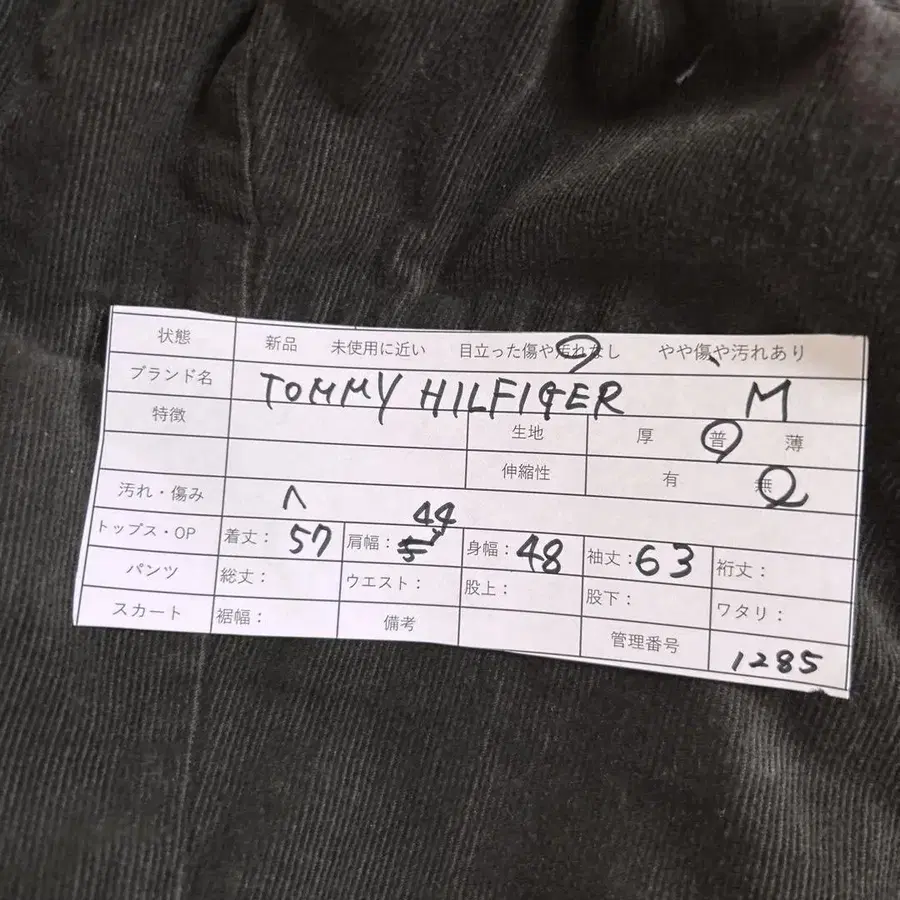 状態 新品 未使用に近い 目立った傷や汚れなし やや傷や汚れあり
ブランド名 TOMMY HILFIGER M
特徴 生地 厚 普 薄
伸縮性 有 無
汚れ・傷み
44
トップス・OP 着丈: 57 肩幅: 身幅: 48 袖丈: 63 裄丈:
パンツ 総丈: ウエスト: 股上: 股下: ワタリ:
スカート 裾幅: 備考 管理番号 1285